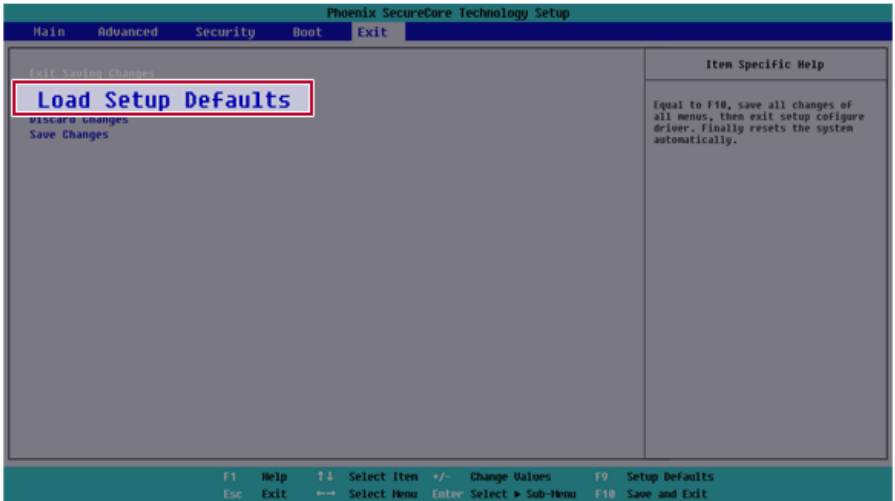 Phoenix SecureCore Technology Setup
Main Advanced Security Boot Exit
Exit Saving Changes
Load Setup Defaults
Discard Changes
Save Changes
Item Specific Help
Equal to F10, save all changes of
all menus, then exit setup cofigure
driver. Finally resets the system
automatically.
F1 Help ↑↓ Select Item +/- Change Values F9 Setup Defaults
Esc Exit ←→ Select Menu Enter Select ► Sub-Menu F10 Save and Exit